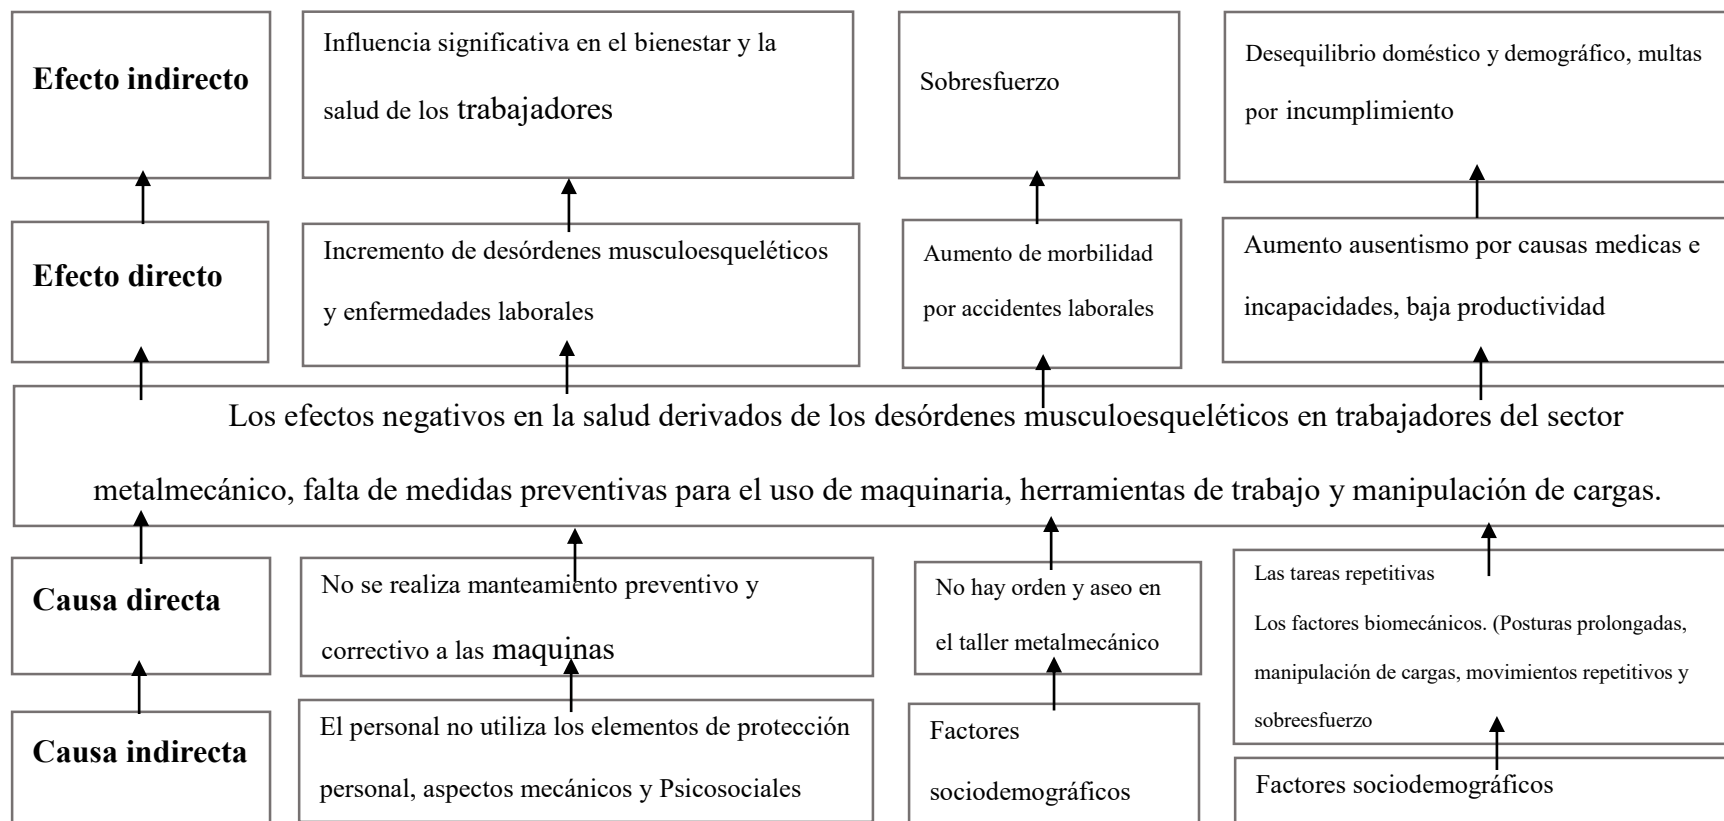 Efecto indirecto
Influencia significativa en el bienestar y la
salud de los trabajadores
Sobresfuerzo
Desequilibrio doméstico y demográfico, multas
por incumplimiento
Efecto directo
Incremento de desórdenes musculoesqueléticos
y enfermedades laborales
Aumento de morbilidad
por accidentes laborales
Aumento ausentismo por causas medicas e
incapacidades, baja productividad
Los efectos negativos en la salud derivados de los desórdenes musculoesqueléticos en trabajadores del sector
metalmecánico, falta de medidas preventivas para el uso de maquinaria, herramientas de trabajo y manipulación de cargas.
Causa directa
No se realiza manteamiento preventivo y
correctivo a las maquinas
No hay orden y aseo en
el taller metalmecánico
Las tareas repetitivas
Los factores biomecánicos. (Posturas prolongadas,
manipulación de cargas, movimientos repetitivos y
sobreesfuerzo
Causa indirecta
El personal no utiliza los elementos de protección
personal, aspectos mecánicos y Psicosociales
Factores
sociodemográficos
Factores sociodemográficos